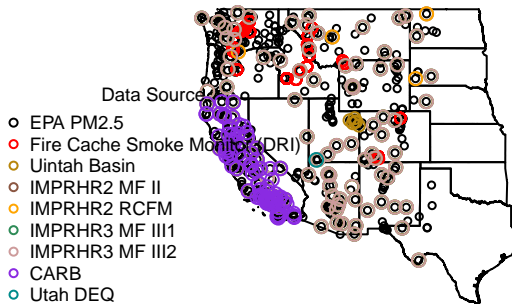 Data Source
EPA PM2.5
Fire Cache Smoke Monitor (DRI)
Uintah Basin
IMPRHR2 MF II
IMPRHR2 RCFM
IMPRHR3 MF III1
IMPRHR3 MF III2
CARB
Utah DEQ